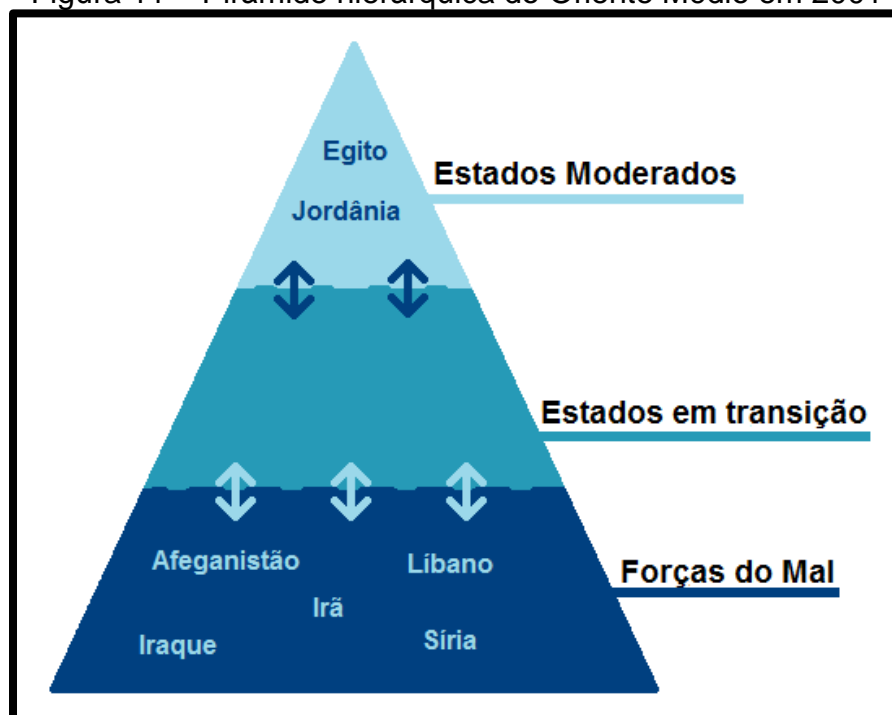 Egito
Estados Moderados
Jordânia
Estados em transição
Afeganistão
Líbano
Forças do Mal
Irã
Iraque
Síria